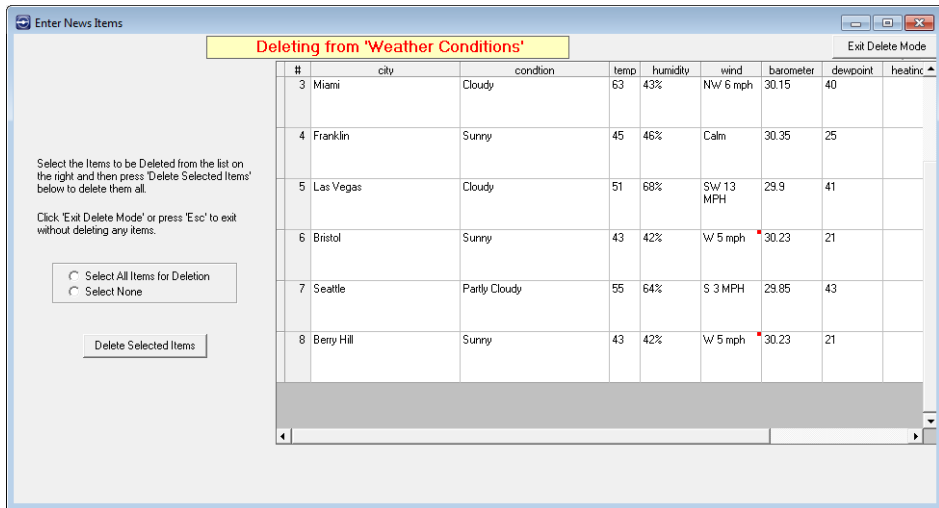 Enter News Items
Deleting from 'Weather Conditions'
Exit Delete Mode
# city condtion temp humidity wind barometer dewpoint heating
3 Miami Cloudy 63 43% NW 6 mph 30.15 40
4 Franklin Sunny 45 46% Calm 30.35 25
Select the Items to be Deleted from the list on
the right and then press 'Delete Selected Items'
below to delete them all.
5 Las Vegas Cloudy 51 68% SW 13 29.9 41
MPH
Click 'Exit Delete Mode' or press 'Esc' to exit
without deleting any items.
6 Bristol Sunny 43 42% W 5 mph 30.23 21
Select All Items for Deletion
Select None
7 Seattle Partly Cloudy 55 64% S 3 MPH 29.85 43
8 Berry Hill Sunny 43 42% W 5 mph 30.23 21
Delete Selected Items